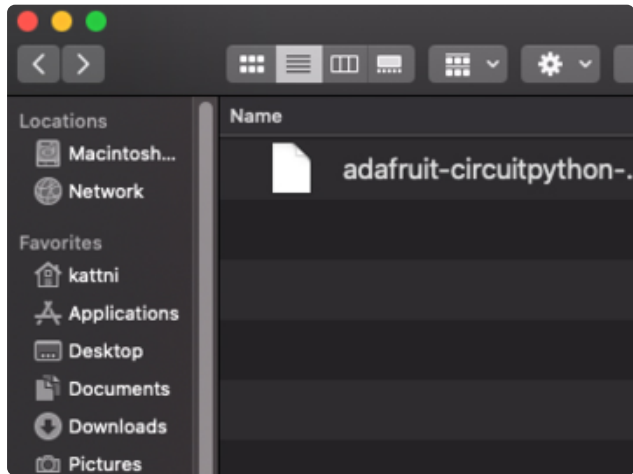 Locations
Name
Macintosh...
adafruit-circuitpython-.
Network
Favorites
kattni
Applications
Desktop
Documents
Downloads
Pictures